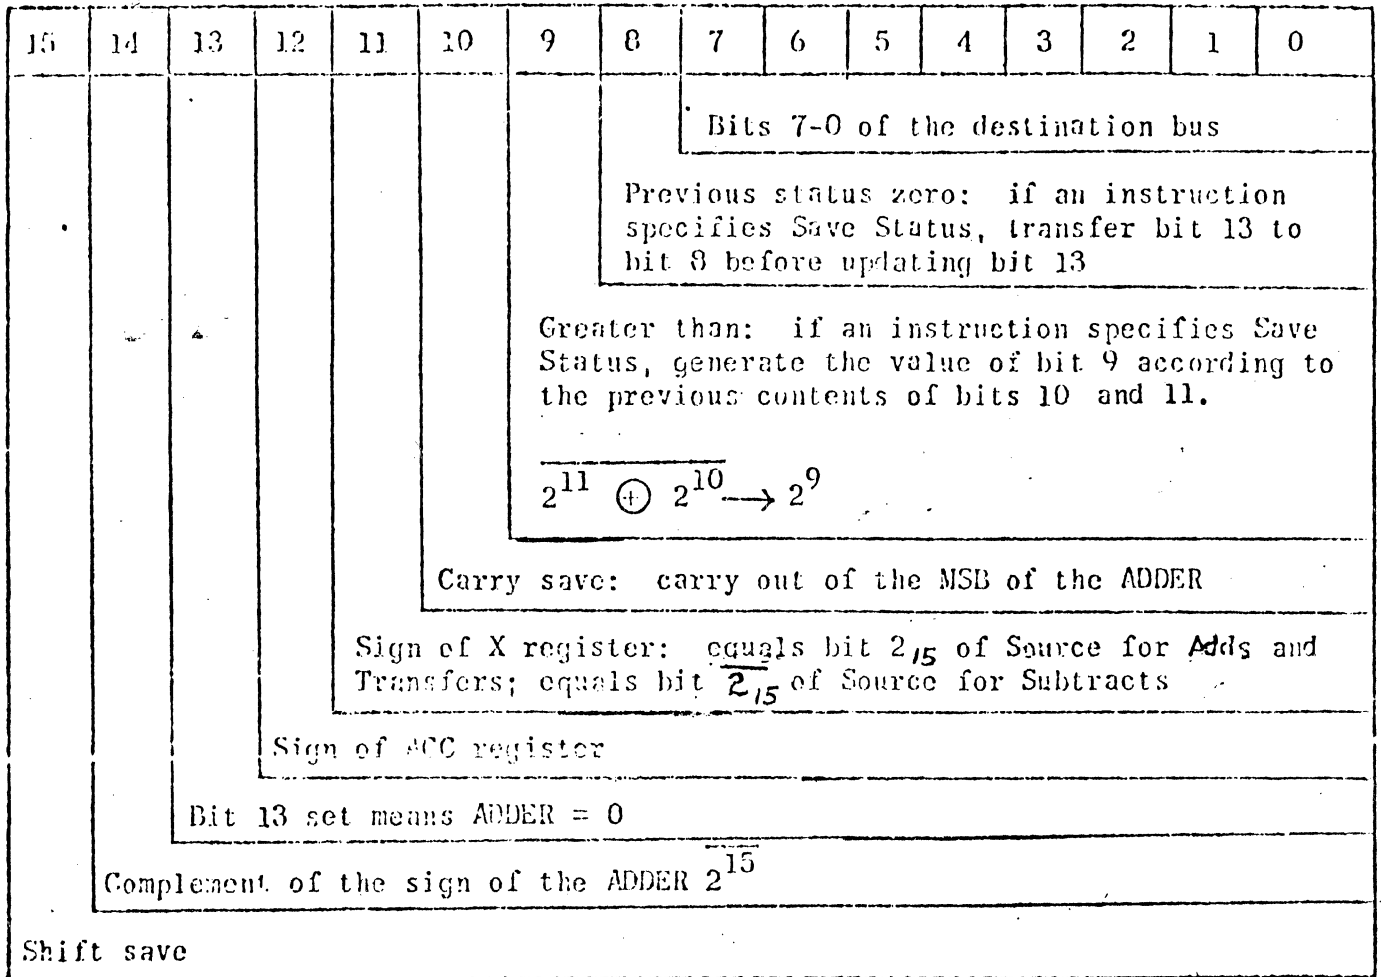 15 14 13 12 11 10 9 8 7 6 5 4 3 2 1 0
Bits 7-0 of the destination bus
Previous status zero: if an instruction
specifies Save Status, transfer bit 13 to
bit 8 before updating bit 13
Greater than: if an instruction specifies Save
Status, generate the value of bit 9 according to
the previous contents of bits 10 and 11.
2^11 ⊕ 2^10 → 2^9
Carry save: carry out of the MSB of the ADDER
Sign of X register: equals bit 2₁₅ of Source for Adds and
Transfers; equals bit 2̅₁₅ of Source for Subtracts
Sign of ACC register
Bit 13 set means ADDER = 0
Complement of the sign of the ADDER 2^15
Shift save